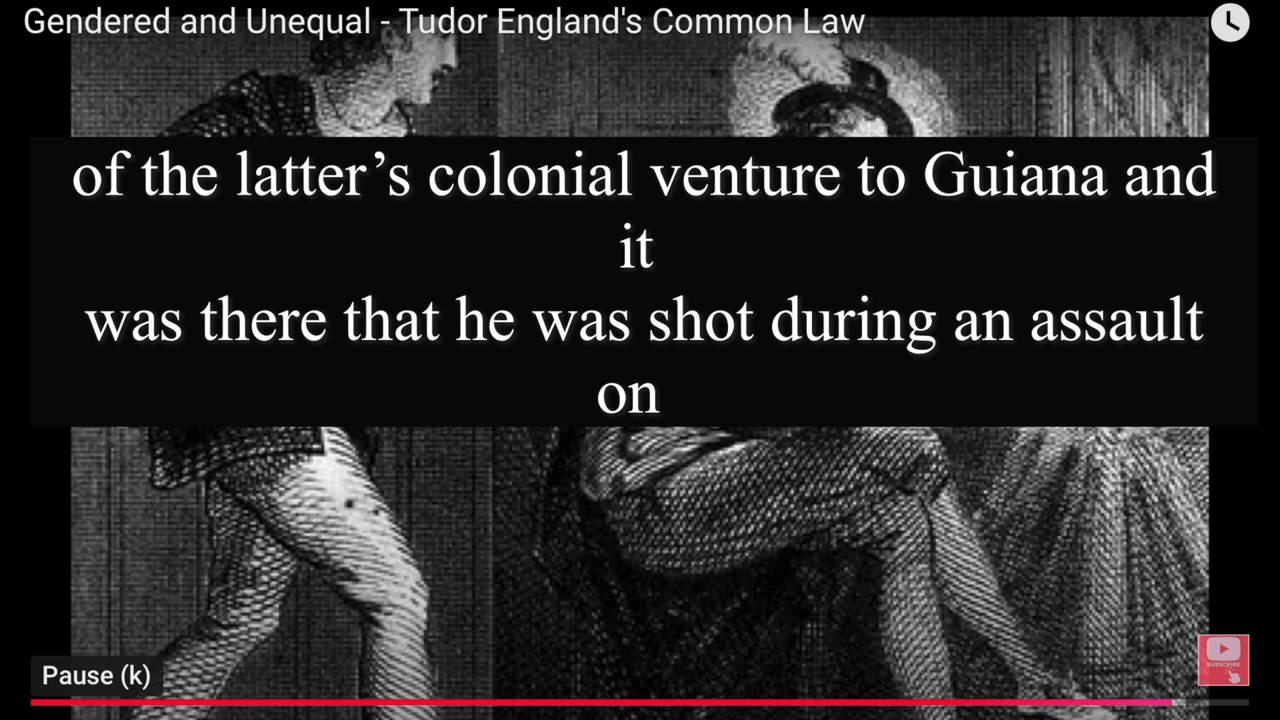 Gendered and Unequal - Tudor England's Common Law
of the latter’s colonial venture to Guiana and
it
was there that he was shot during an assault
on
Pause (k)
SUBSCRIBE